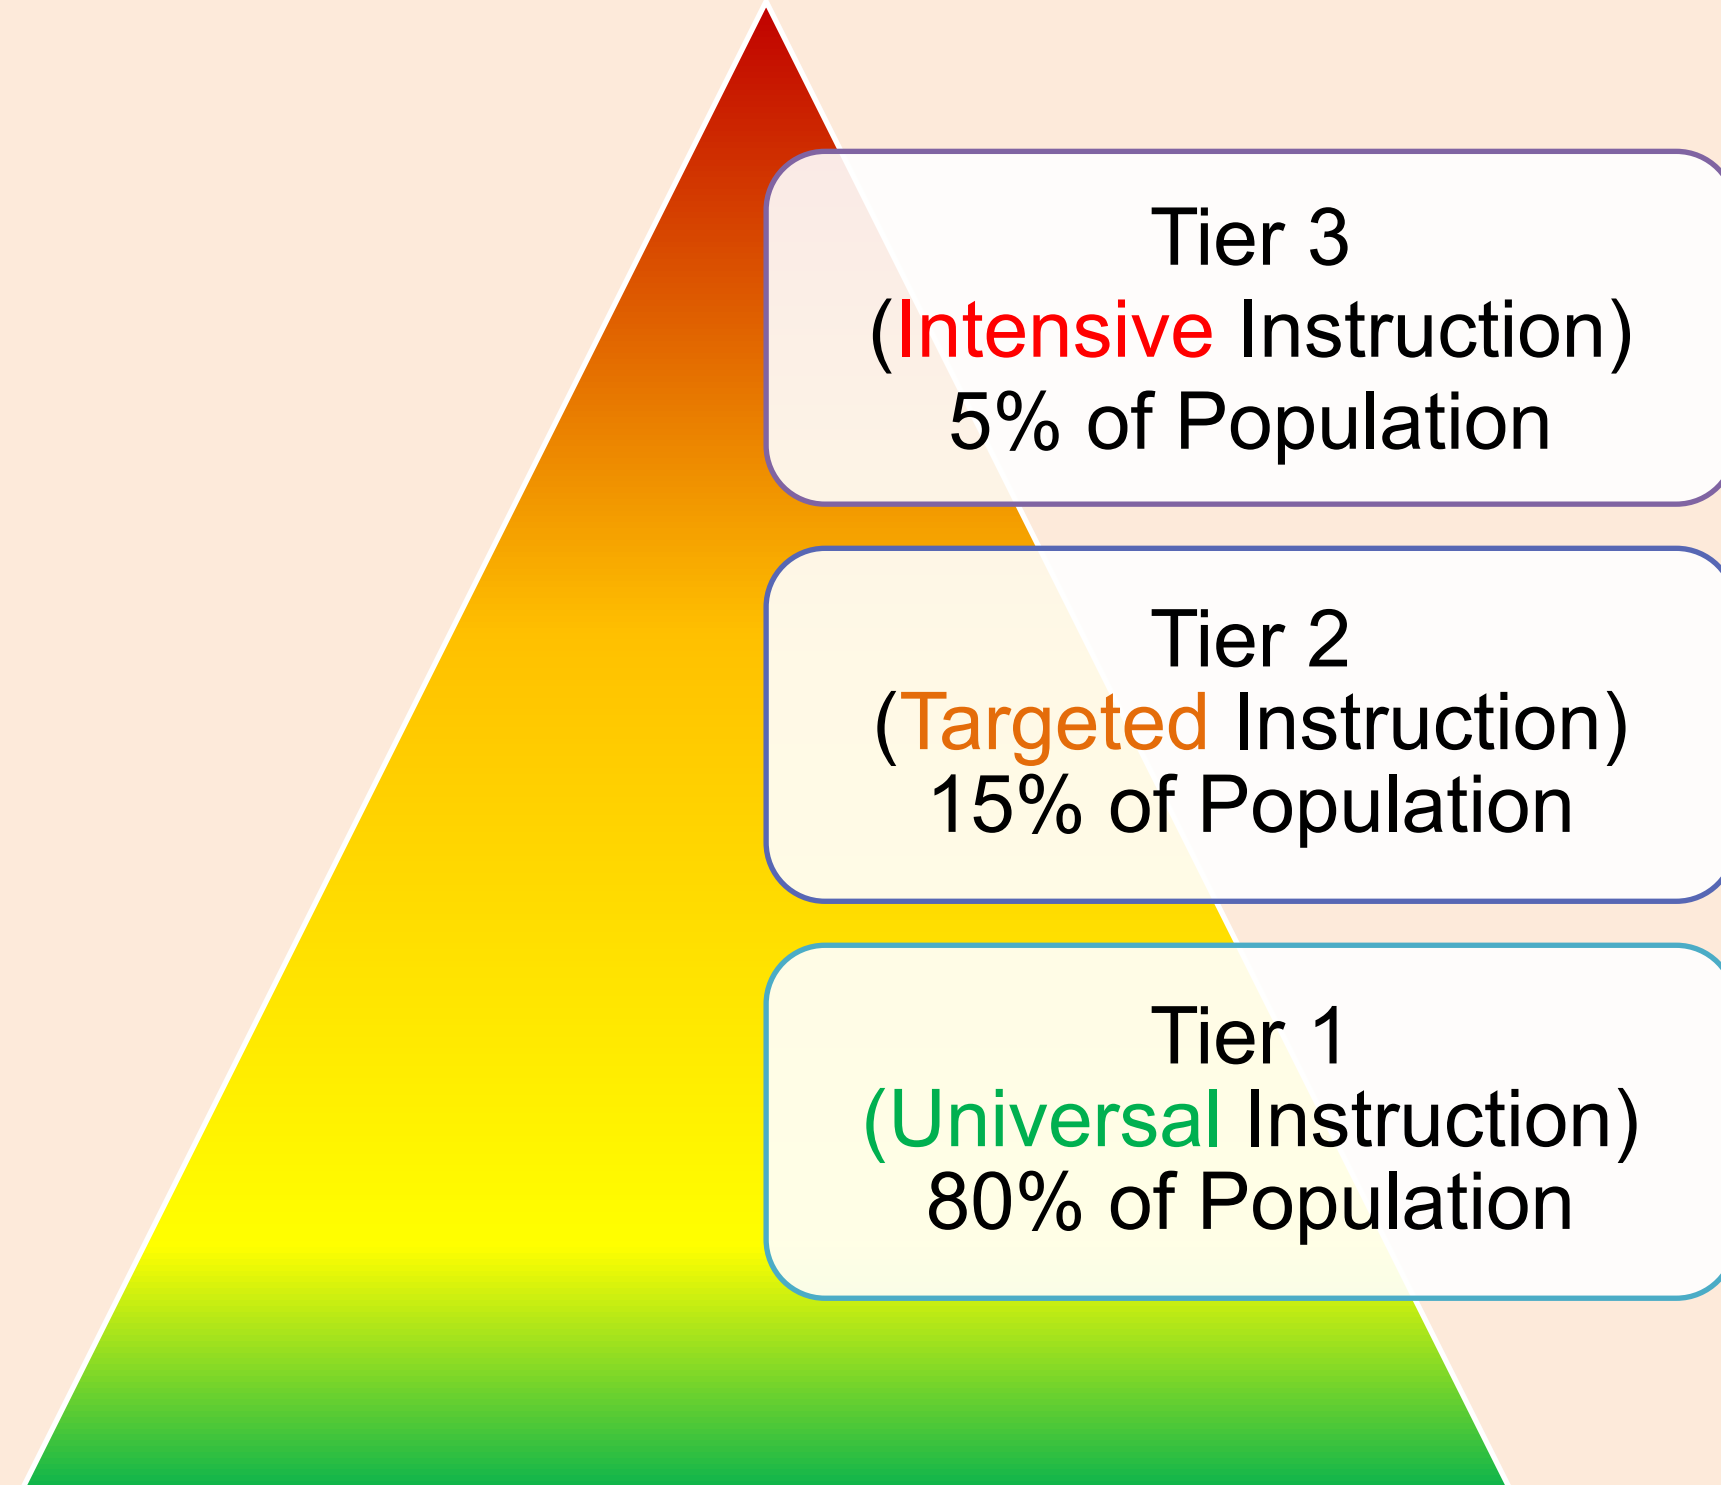 Tier 3
(Intensive Instruction)
5% of Population
Tier 2
(Targeted Instruction)
15% of Population
Tier 1
(Universal Instruction)
80% of Population